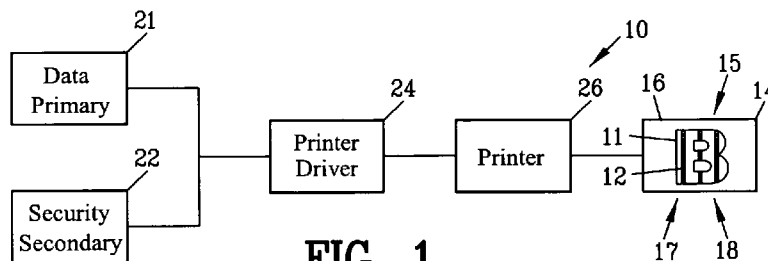 21
10
Data
Primary
24
26
15
14
16
11
12
Printer
Driver
Printer
22
Security
Secondary
17
18
B
FIG. 1